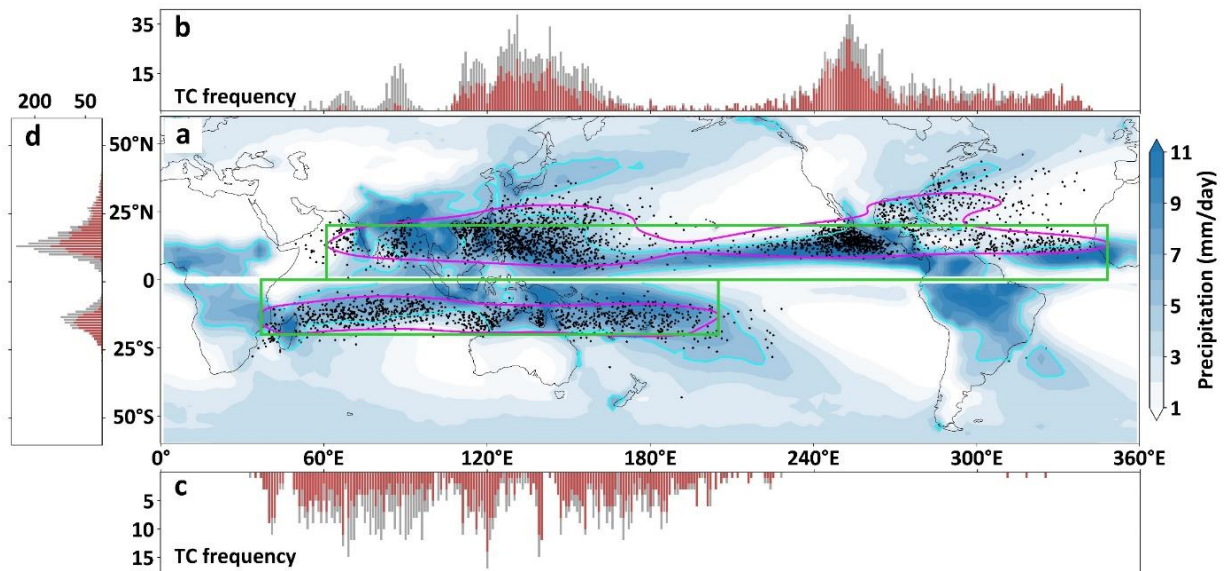 b
35
15
TC frequency
200 50
d
a
50°N
25°N
0
25°S
50°S
0° 60°E 120°E 180°E 240°E 300°E 360°E
11
9
7
5
3
1
Precipitation (mm/day)
c
5
10
15
TC frequency